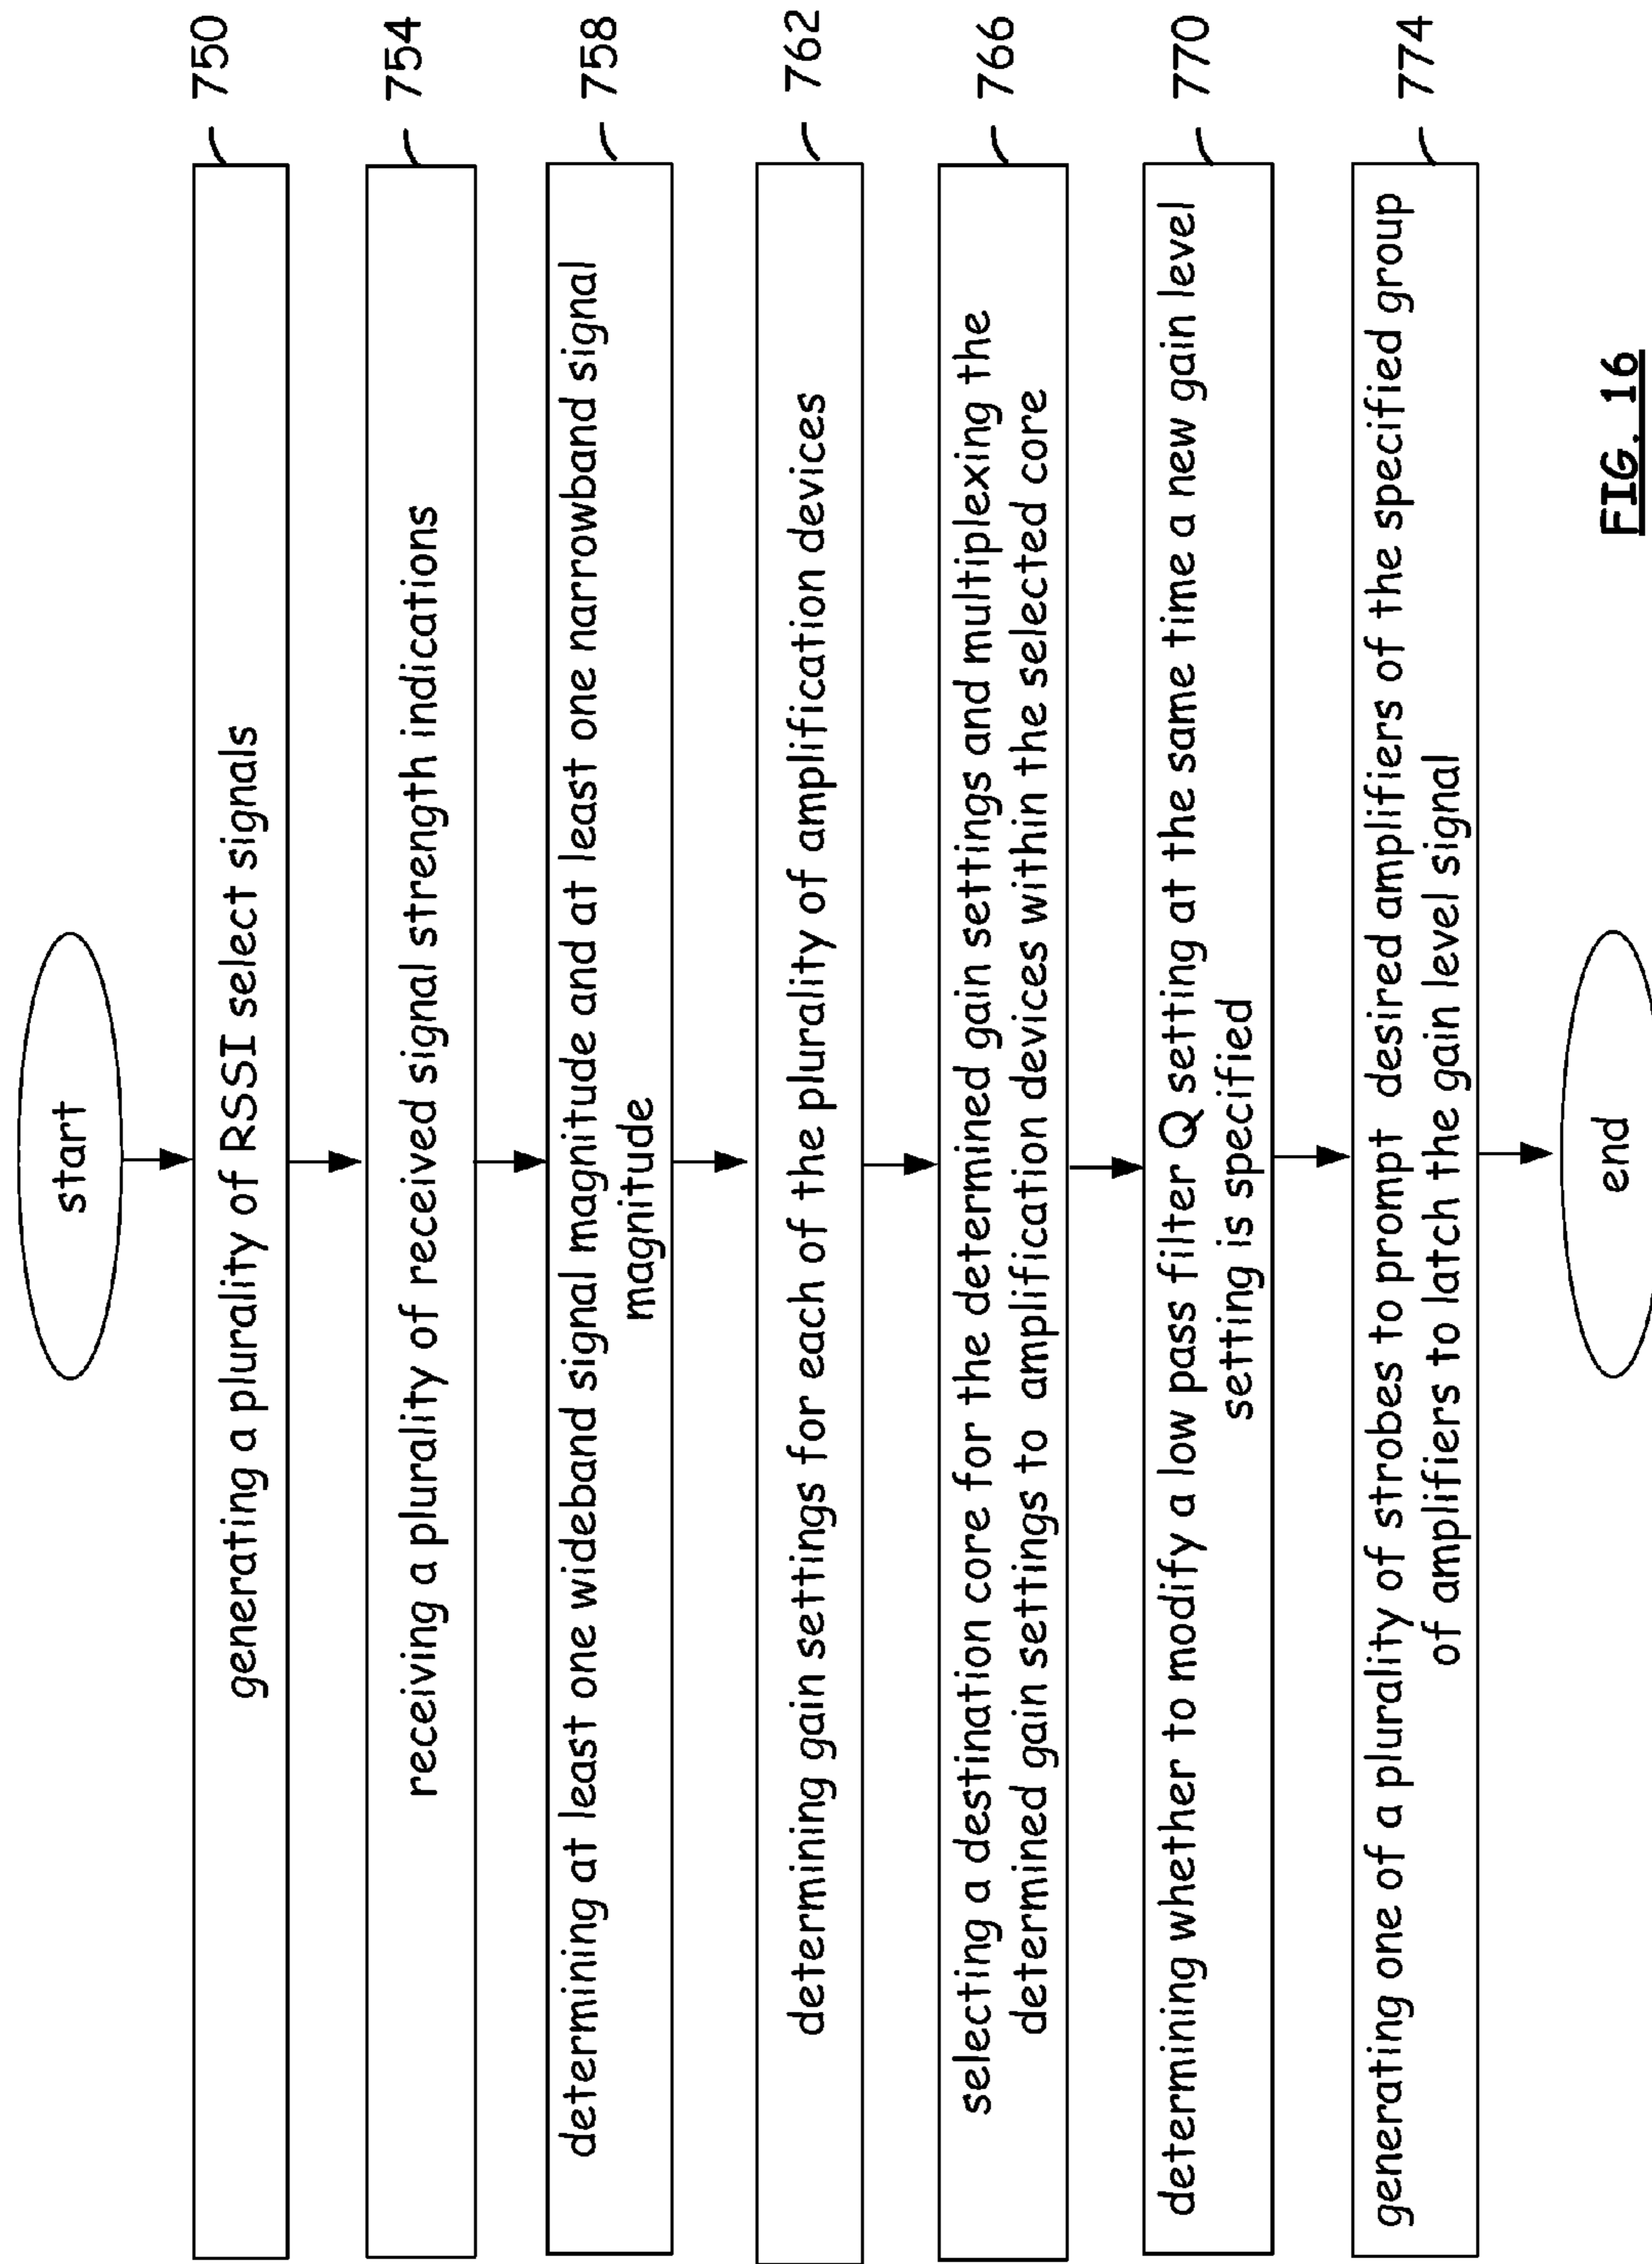 start
generating a plurality of RSSI select signals
750
receiving a plurality of received signal strength indications
754
determining at least one wideband signal magnitude and at least one narrowband signal
magnitude
758
determining gain settings for each of the plurality of amplification devices
762
selecting a destination core for the determined gain settings and multiplexing the
determined gain settings to amplification devices within the selected core
766
determining whether to modify a low pass filter Q setting at the same time a new gain level
setting is specified
770
generating one of a plurality of strobes to prompt desired amplifiers of the specified group
of amplifiers to latch the gain level signal
774
end
FIG. 16